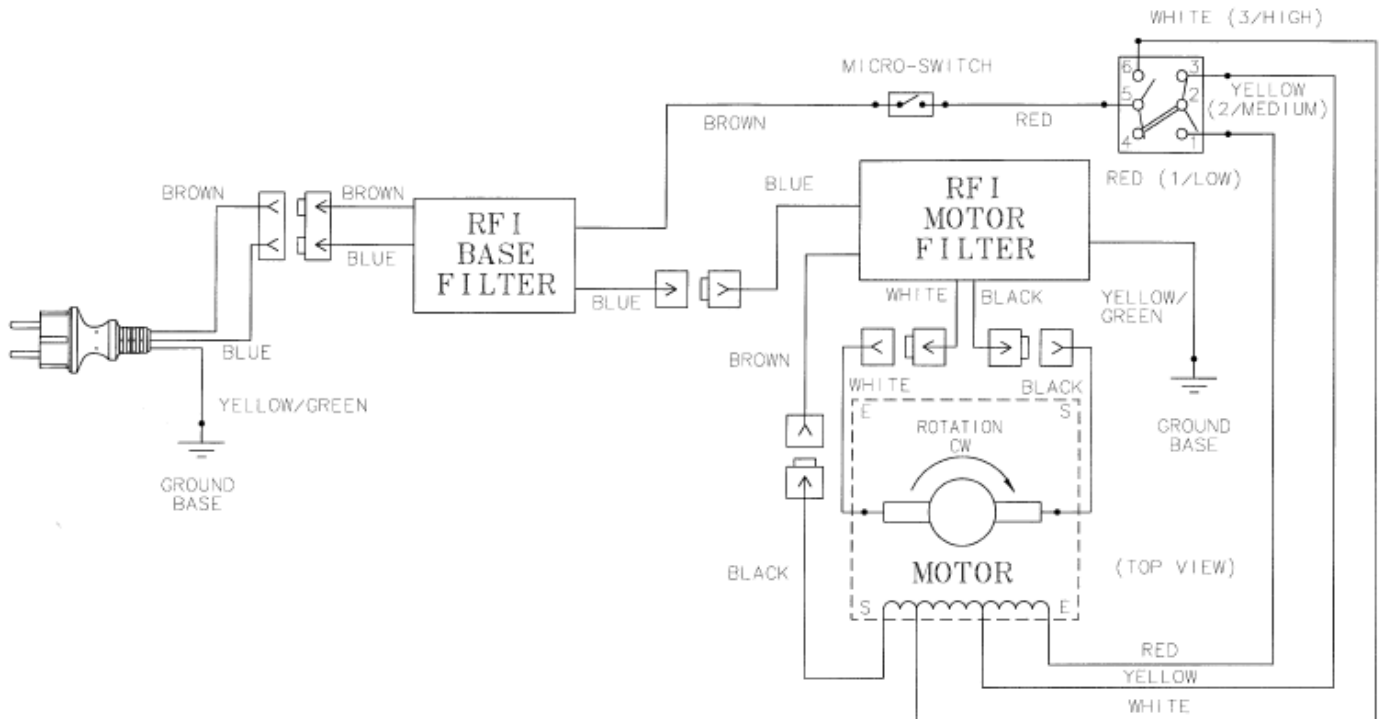 WHITE (3/HIGH)
MICRO-SWITCH
6
3
5
2
4
1
YELLOW
(2/MEDIUM)
BROWN
RED
RED (1/LOW)
BROWN
BROWN
BLUE
RFI
BASE
FILTER
RFI
MOTOR
FILTER
BLUE
BLUE
WHITE
BLACK
YELLOW/
GREEN
BLUE
BROWN
WHITE
BLACK
YELLOW/GREEN
E
S
ROTATION
CW
GROUND
BASE
GROUND
BASE
BLACK
MOTOR
(TOP VIEW)
S
E
RED
YELLOW
WHITE